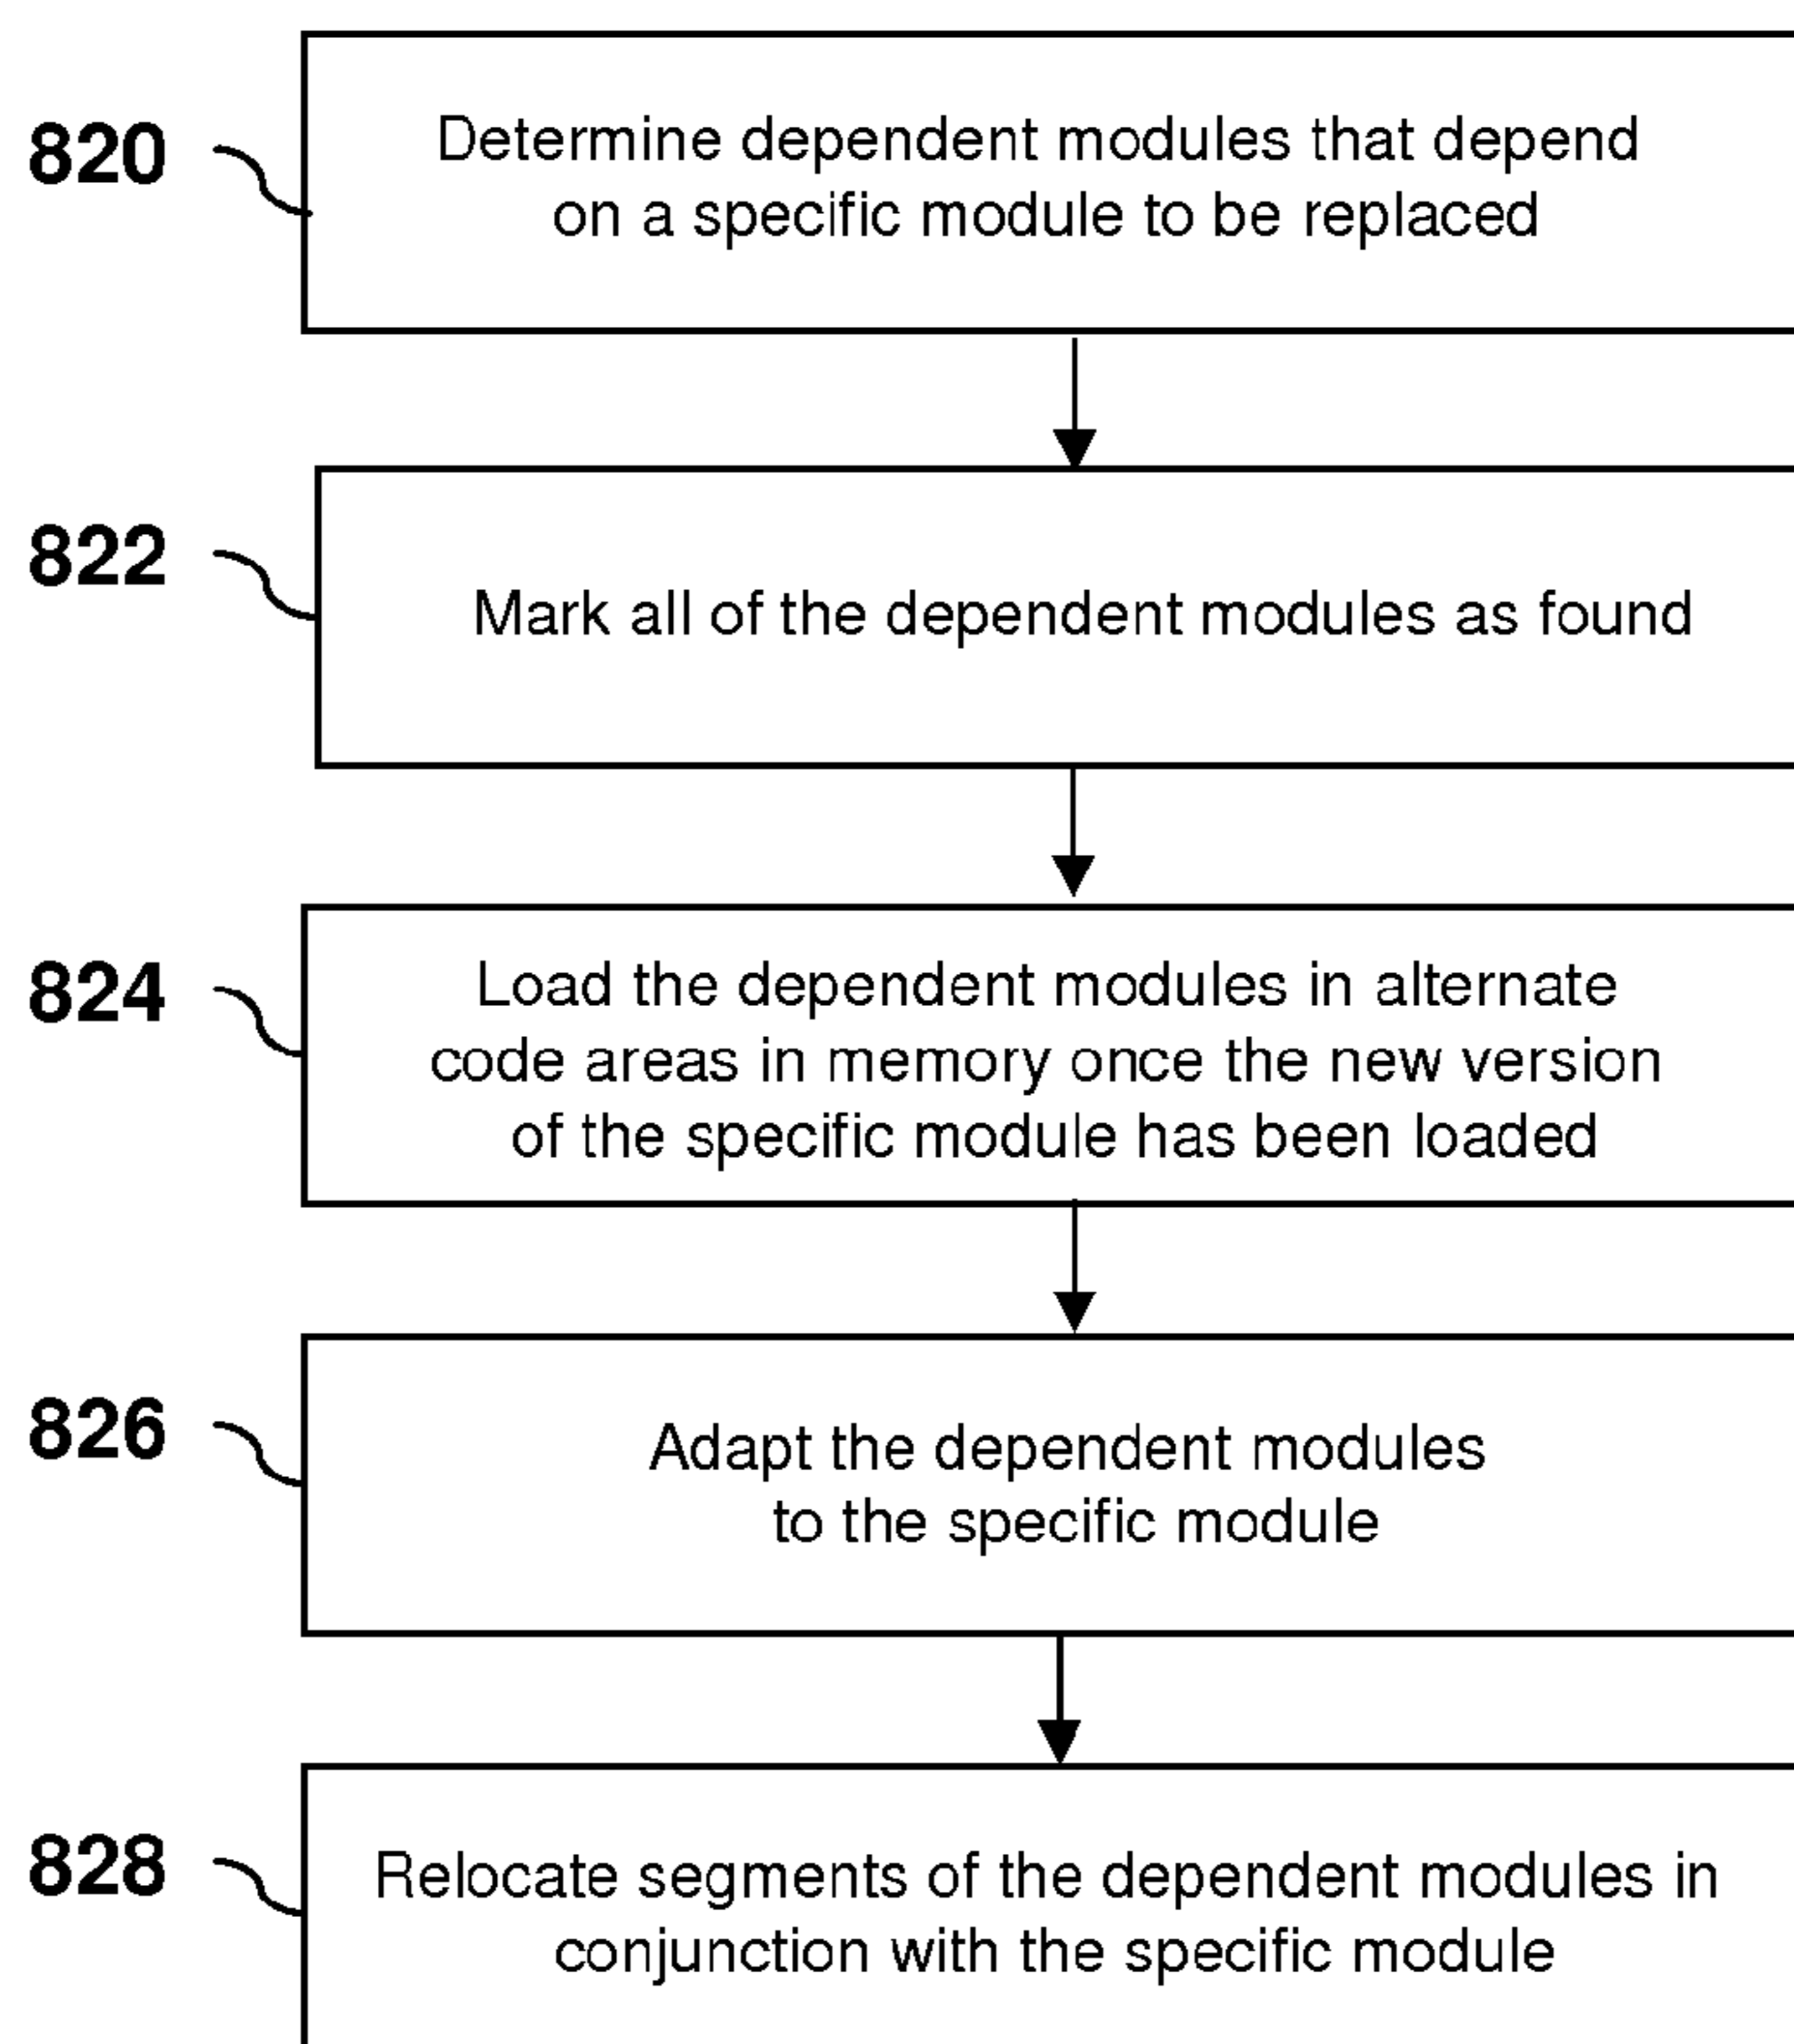 820
Determine dependent modules that depend
on a specific module to be replaced
822
Mark all of the dependent modules as found
824
Load the dependent modules in alternate
code areas in memory once the new version
of the specific module has been loaded
826
Adapt the dependent modules
to the specific module
828
Relocate segments of the dependent modules in
conjunction with the specific module